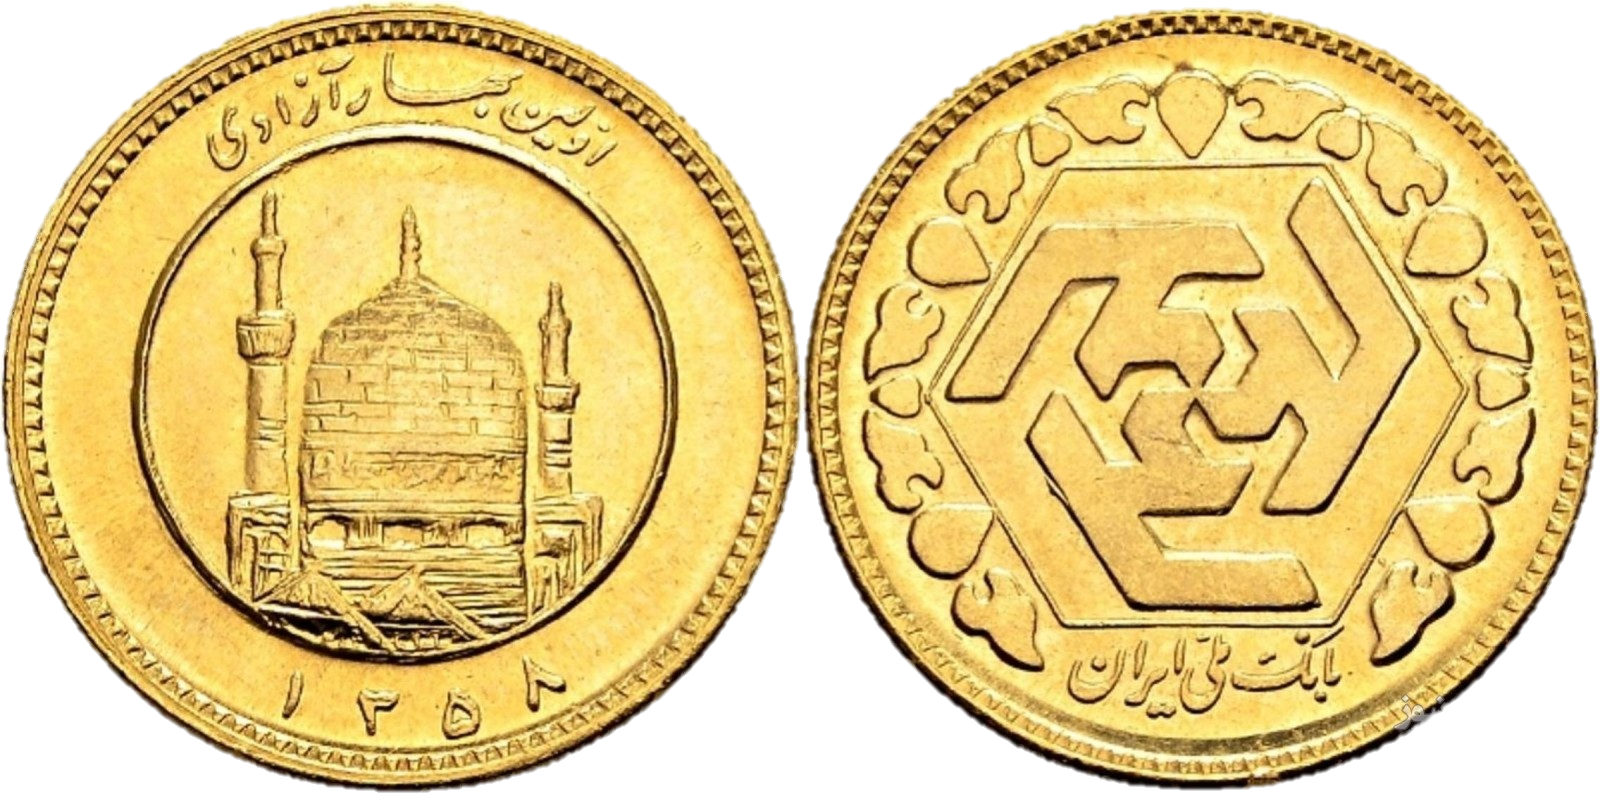 اولین بهار آزادی
۱۳۵۸
بانک ملی ایران